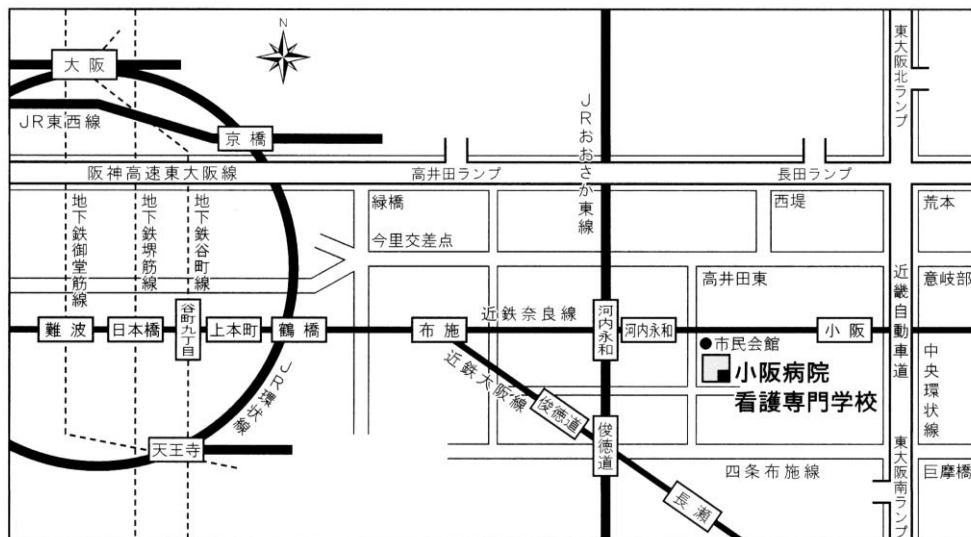 N
大阪
JR東西線
京橋
阪神高速東大阪線
高井田ランプ
長田ランプ
東大阪北ランプ
JRおおさか東線
地下鉄御堂筋線
地下鉄堺筋線
地下鉄谷町線
緑橋
今里交差点
西堤
荒本
高井田東
意岐部
近畿自動車道
難波
日本橋
谷町九丁目
上本町
鶴橋
布施
近鉄奈良線
河内永和
河内永和
小阪
市民会館
小阪病院
看護専門学校
中央環状線
JR環状線
近鉄大阪線
俊徳道
俊徳道
天王寺
四条布施線
長瀬
東大阪南ランプ
巨摩橋